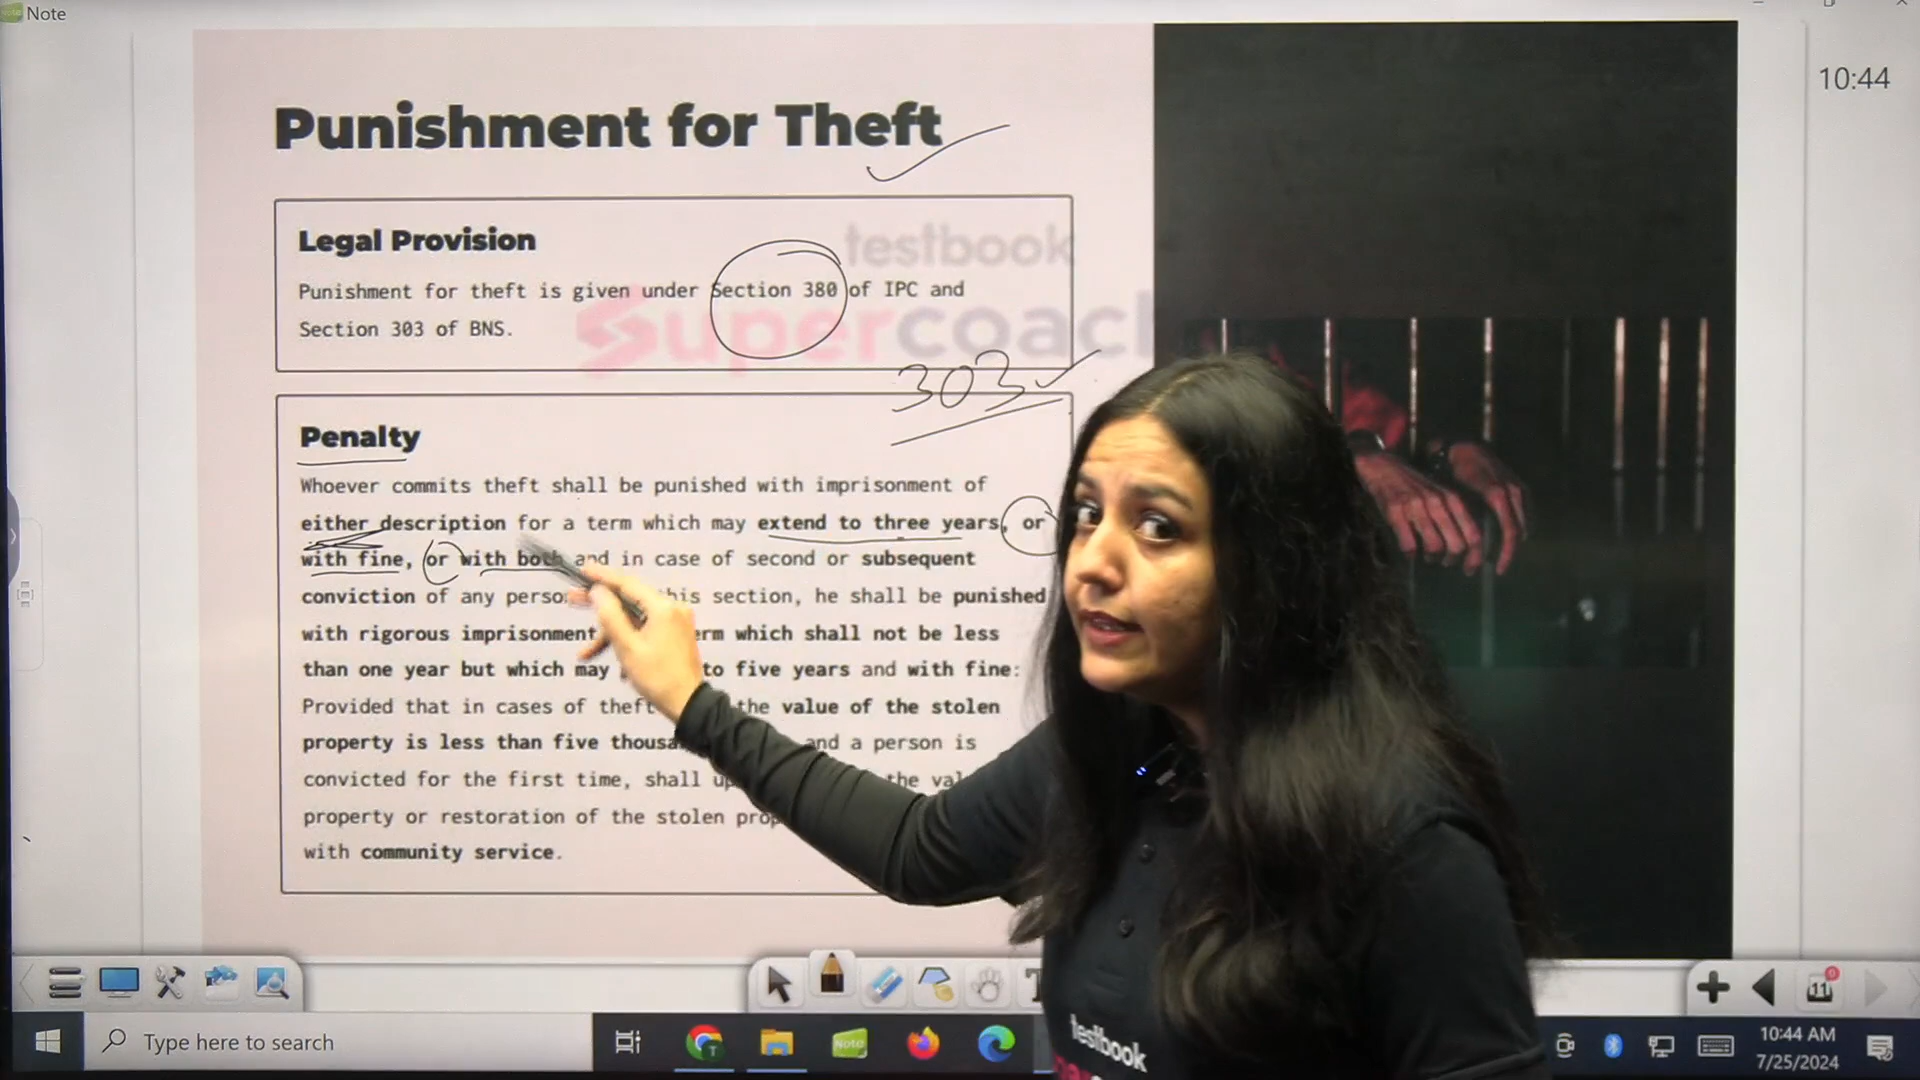 Note
10:44
Punishment for Theft
testbook
Supercoach
Legal Provision
Punishment for theft is given under Section 380 of IPC and
Section 303 of BNS.
303
Penalty
Whoever commits theft shall be punished with imprisonment of
either description for a term which may extend to three years, or
with fine, or with both and in case of second or subsequent
conviction of any this section, he shall be punished
with rigorous imprisonment which shall not be less
than one year but which may to five years and with fine:
Provided that in cases of theft the value of the stolen
property is less than five and a person is
convicted for the first time, shall the
property or restoration of the stolen
with community service.
11
Type here to search
Note
testbook
10:44 AM
7/25/2024